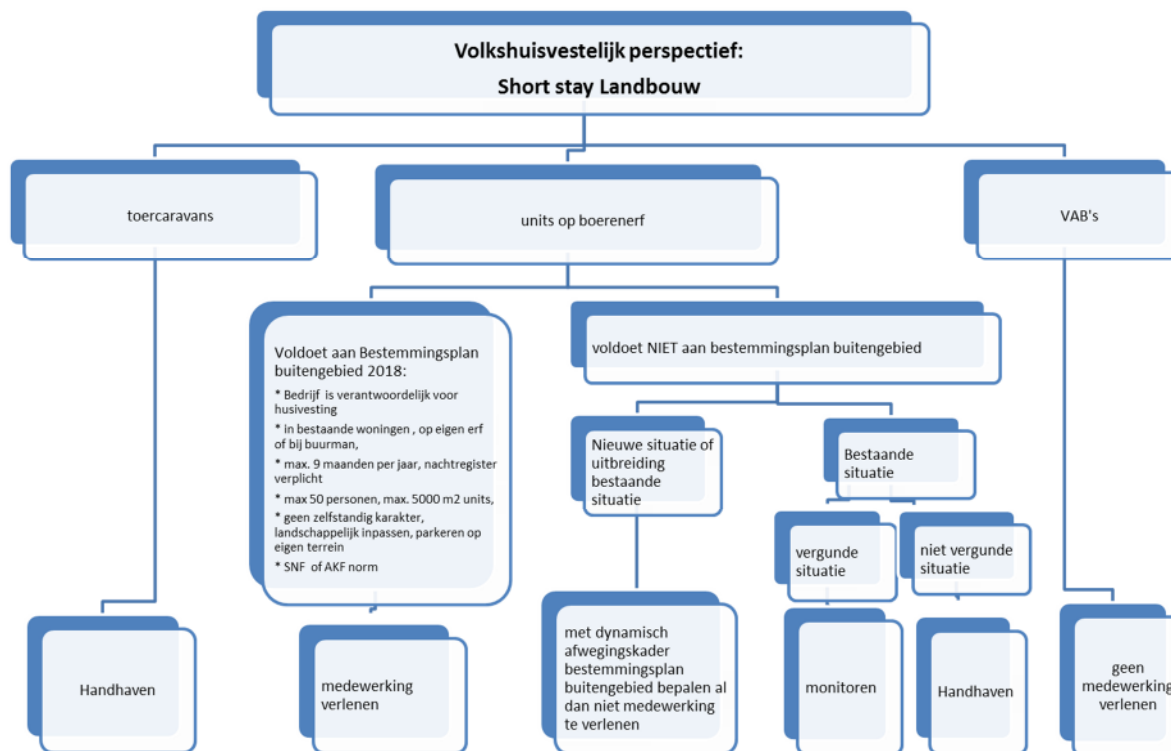 Volkshuisvestelijk perspectief:
Short stay Landbouw
toercaravans
units op boerenerf
VAB's
Voldoet aan Bestemmingsplan
buitengebied 2018:
* Bedrijf is verantwoordelijk voor
husivesting
* in bestaande woningen , op eigen erf
of bij buurman,
* max. 9 maanden per jaar, nachtregister
verplicht
* max 50 personen, max. 5000 m2 units,
* geen zelfstandig karakter,
landschappelijk inpassen, parkeren op
eigen terrein
* SNF of AKF norm
voldoet NIET aan bestemmingsplan buitengebied
Nieuwe situatie of
uitbreiding
bestaande
situatie
Bestaande
situatie
vergunde
situatie
niet vergunde
situatie
Handhaven
medewerking
verlenen
met dynamisch
afwegingskader
bestemmingsplan
buitengebied bepalen al
dan niet medewerking
te verlenen
monitoren
Handhaven
geen
medewerking
verlenen